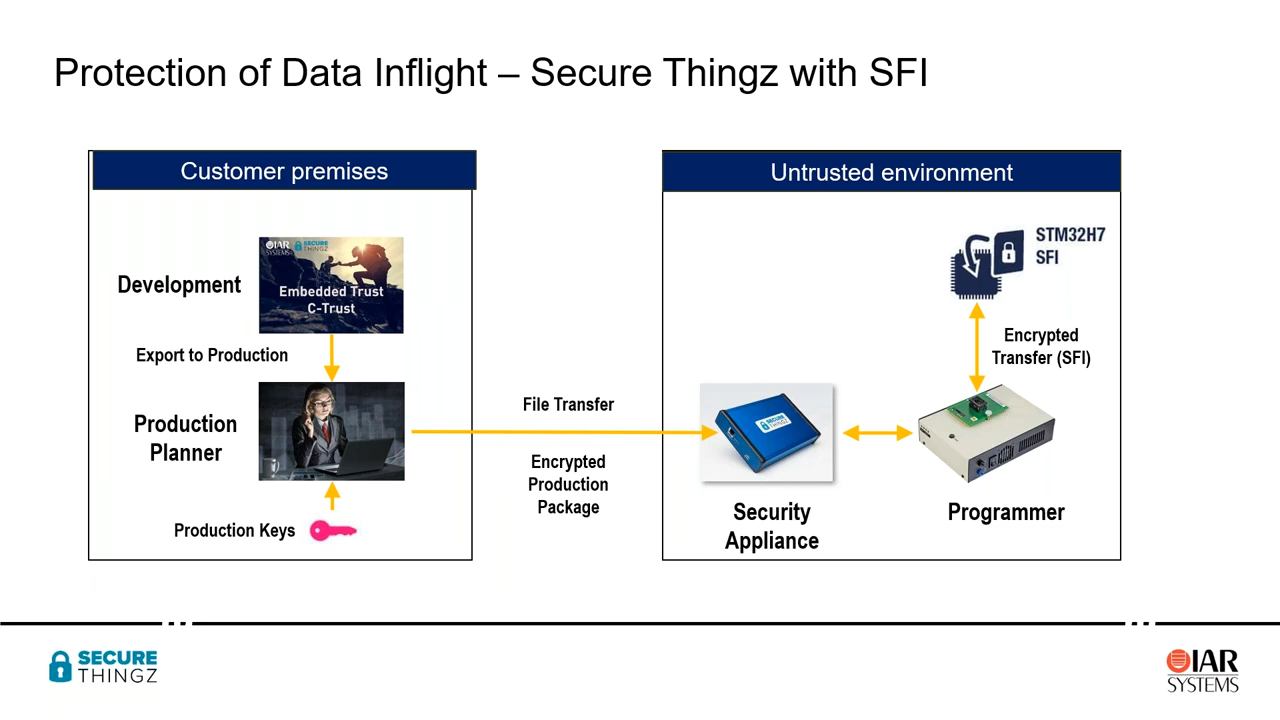 Protection of Data Inflight – Secure Thingz with SFI
Customer premises
IAR SYSTEMS
SECURE THINGZ
Embedded Trust
C-Trust
Development
Export to Production
Production
Planner
Production Keys
File Transfer
Encrypted
Production
Package
Untrusted environment
STM32H7
SFI
Encrypted
Transfer (SFI)
SECURE
THINGZ
Security
Appliance
Programmer
SECURE
THINGZ
IAR
SYSTEMS